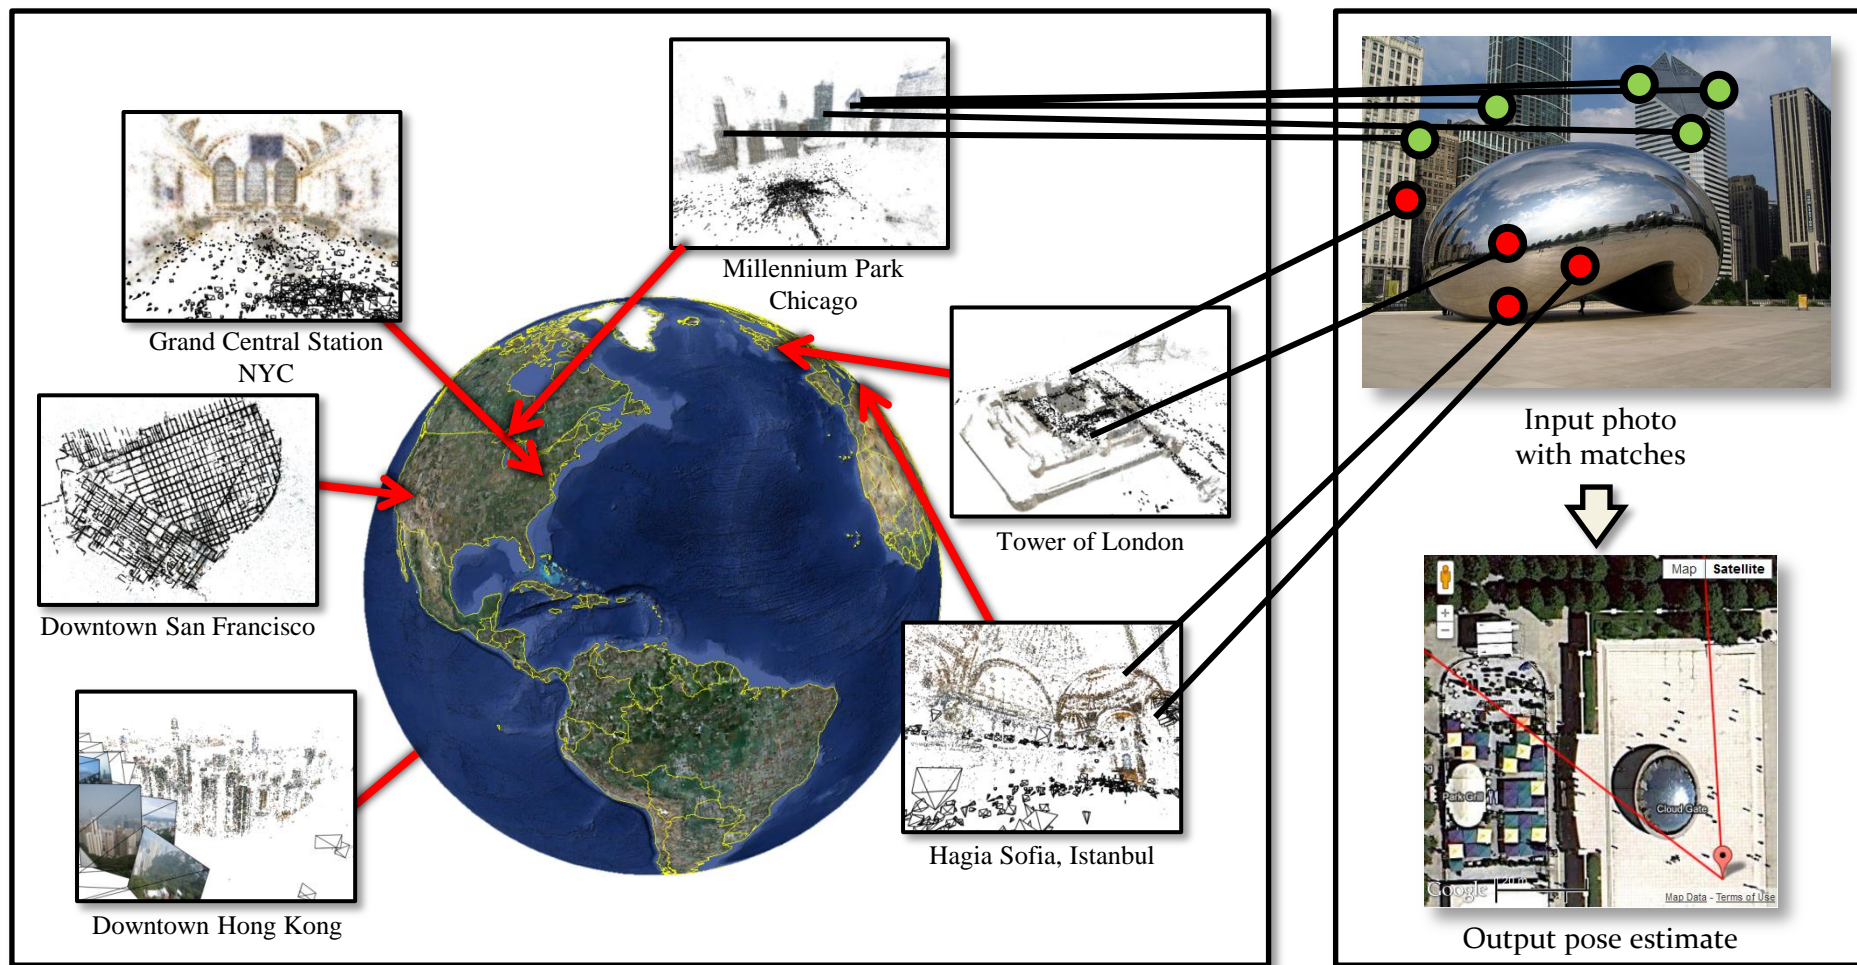 Millennium Park
Chicago
Grand Central Station
NYC
Downtown San Francisco
Downtown Hong Kong
Tower of London
Hagia Sofia, Istanbul
Input photo
with matches
Map
Satellite
+
−
Park Grill
Cloud Gate
Google
20 m
Map Data - Terms of Use
Output pose estimate